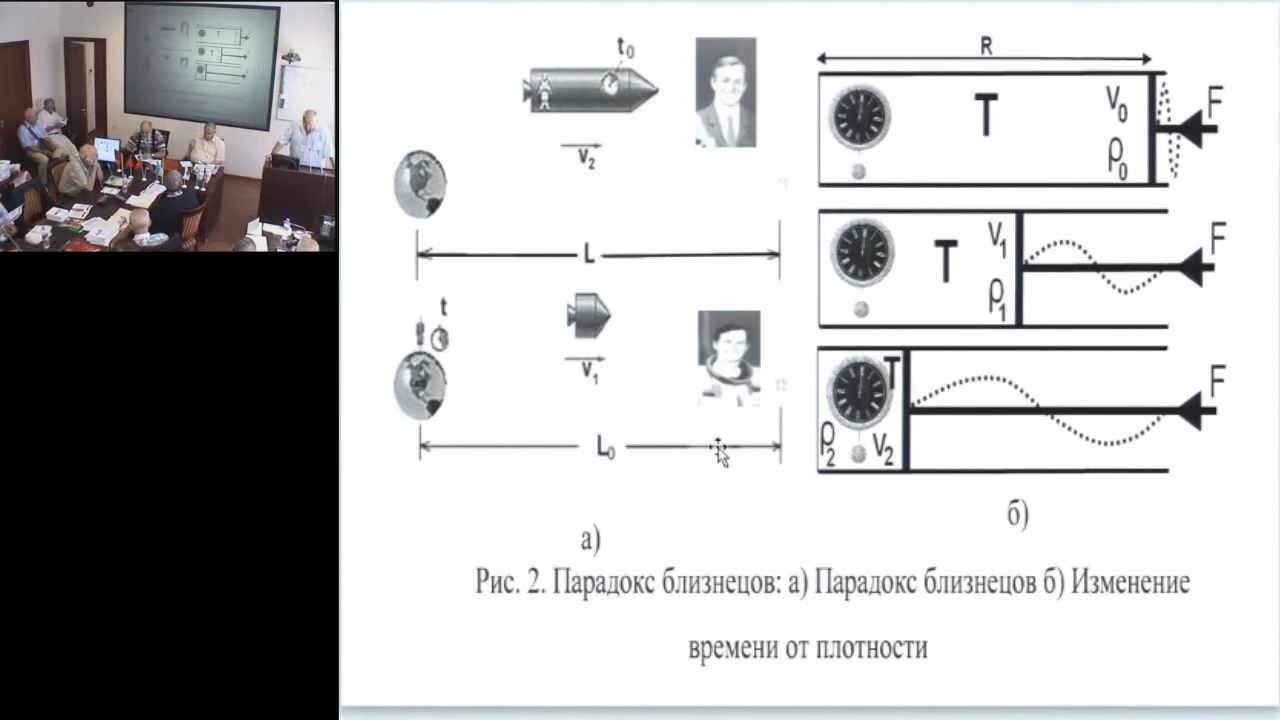 t₀
V₂
L
t
V₁
L₀
а)
R
T
V₀
ρ₀
F
T
V₁
ρ₁
F
T
ρ₂
V₂
F
б)
Рис. 2. Парадокс близнецов: а) Парадокс близнецов б) Изменение
времени от плотности